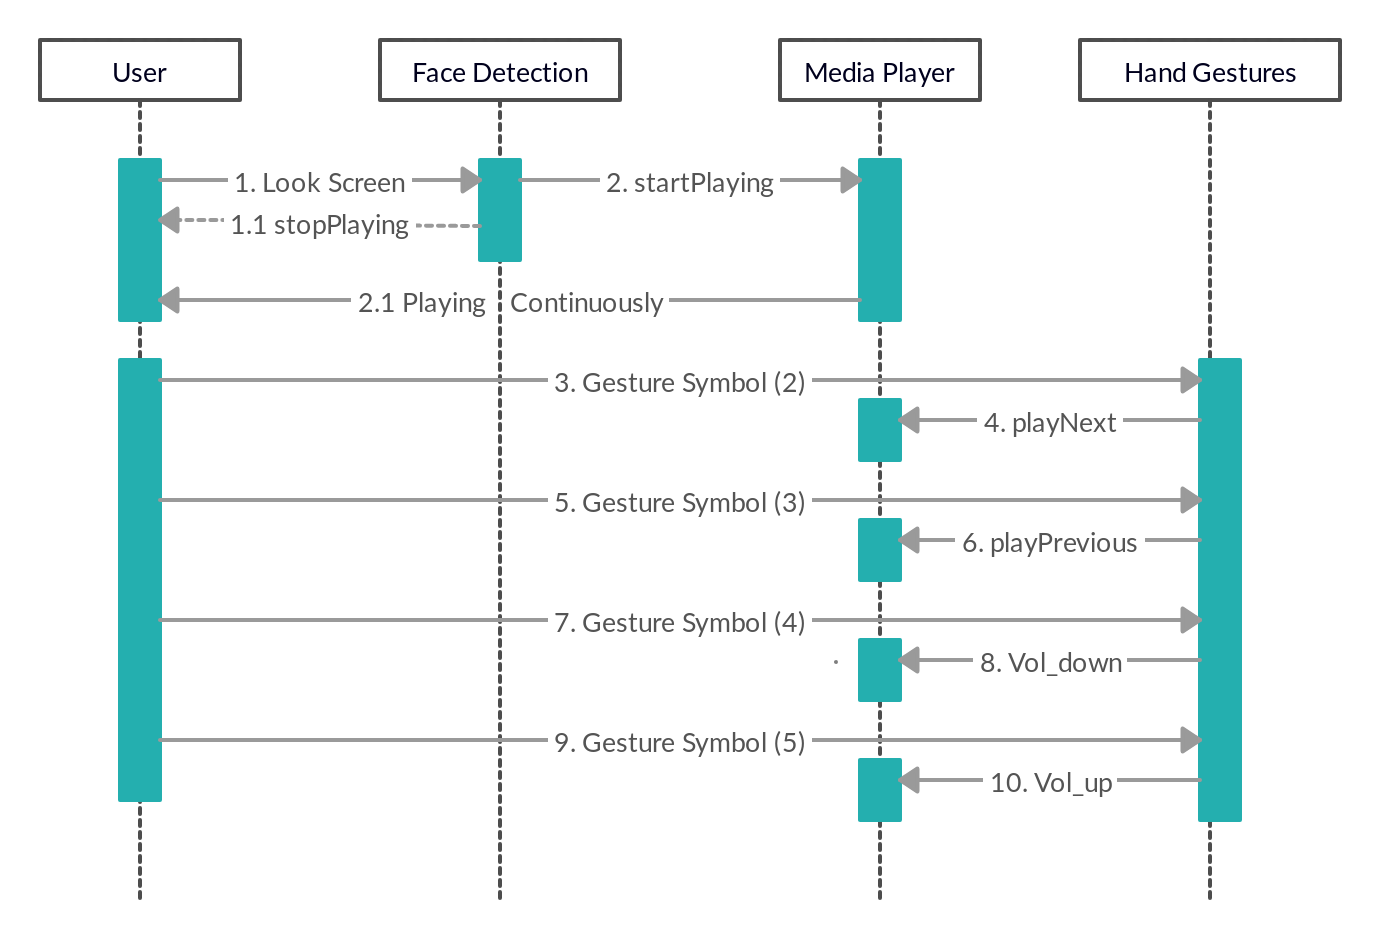 User
Face Detection
Media Player
Hand Gestures
1. Look Screen
2. startPlaying
1.1 stopPlaying
2.1 Playing Continuously
3. Gesture Symbol (2)
4. playNext
5. Gesture Symbol (3)
6. playPrevious
7. Gesture Symbol (4)
8. Vol_down
9. Gesture Symbol (5)
10. Vol_up